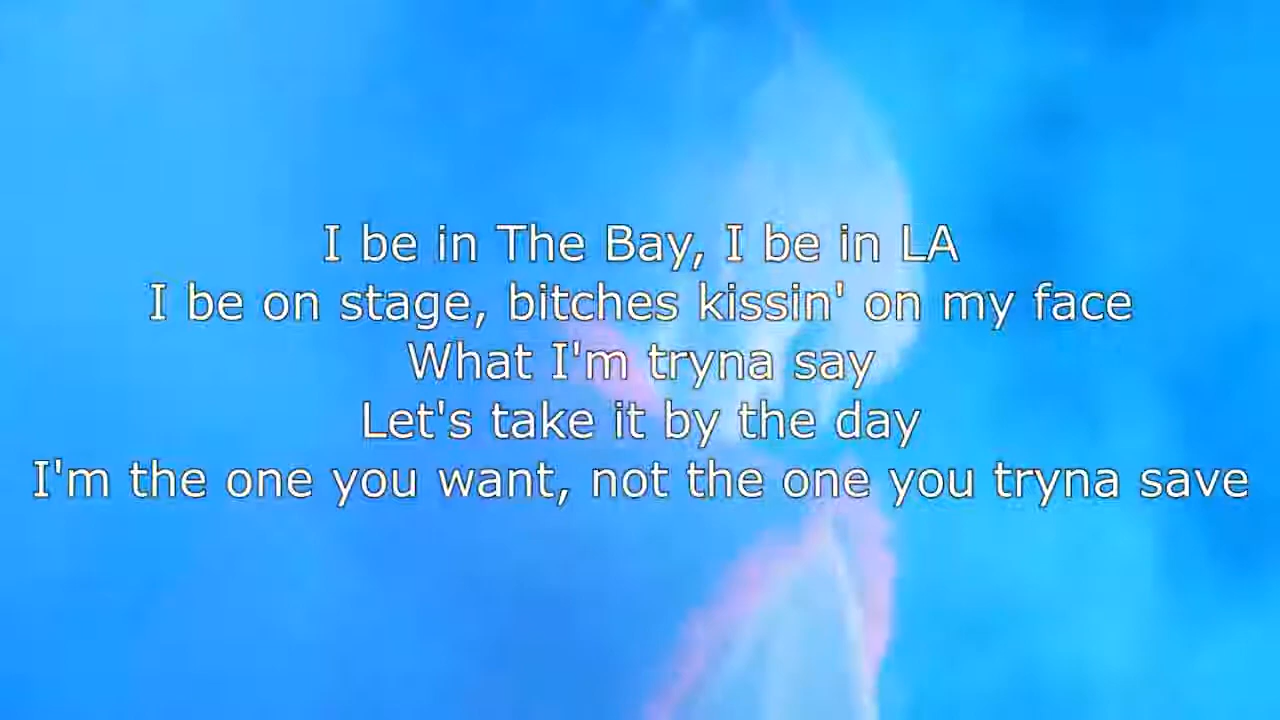 I be in The Bay, I be in LA
I be on stage, bitches kissin' on my face
What I'm tryna say
Let's take it by the day
I'm the one you want, not the one you tryna save